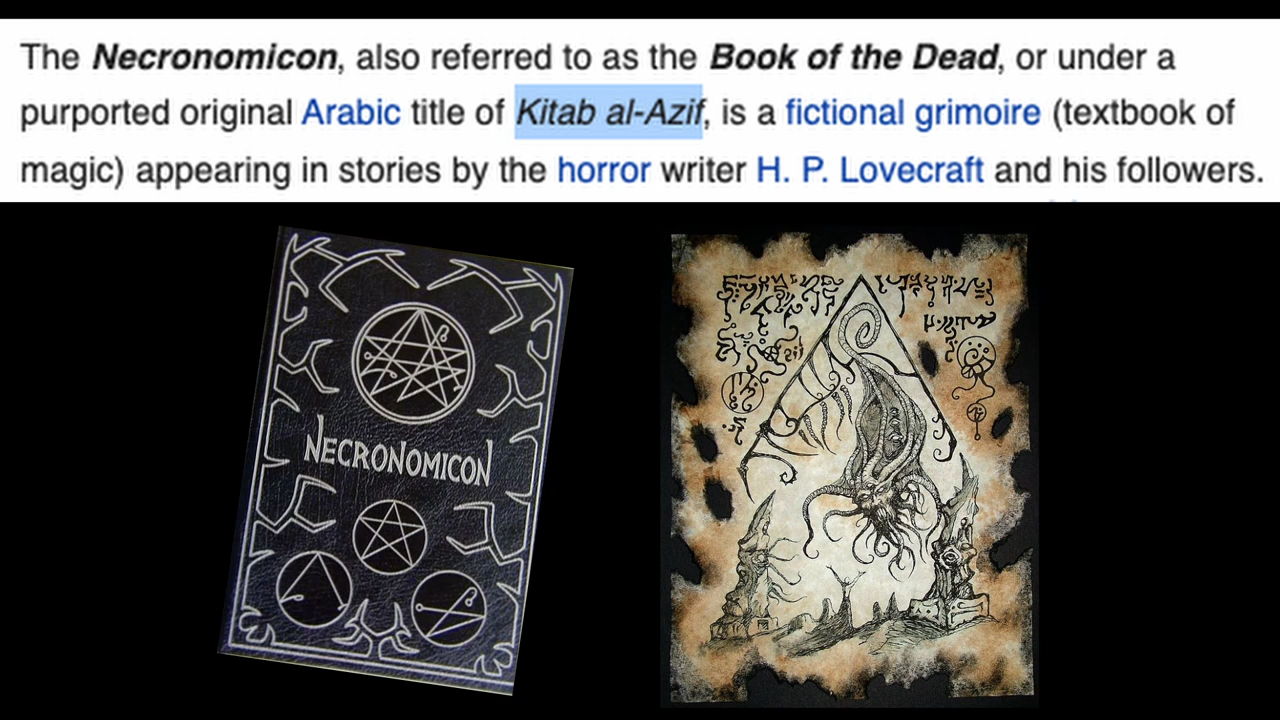 The Necronomicon, also referred to as the Book of the Dead, or under a
purported original Arabic title of Kitab al-Azif, is a fictional grimoire (textbook of
magic) appearing in stories by the horror writer H. P. Lovecraft and his followers.
NECRONOMICON